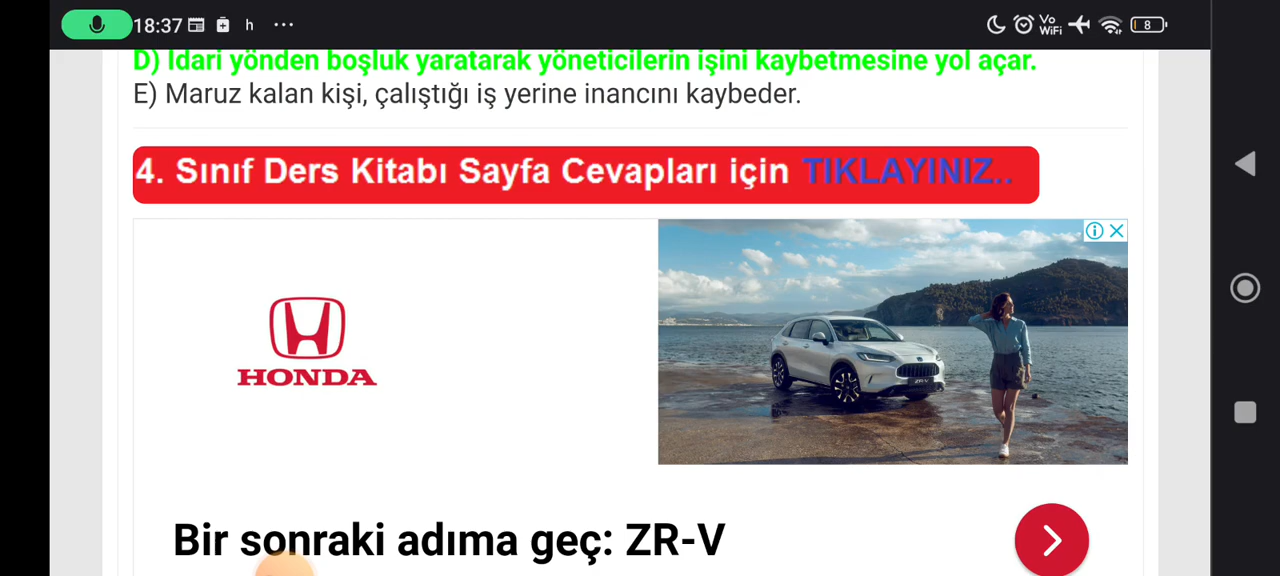 18:37 h Vo WiFi 8
D) İdari yönden boşluk yaratarak yöneticilerin işini kaybetmesine yol açar.
E) Maruz kalan kişi, çalıştığı iş yerine inancını kaybeder.
4. Sınıf Ders Kitabı Sayfa Cevapları için TIKLAYINIZ..
HONDA
ZR-V
Bir sonraki adıma geç: ZR-V